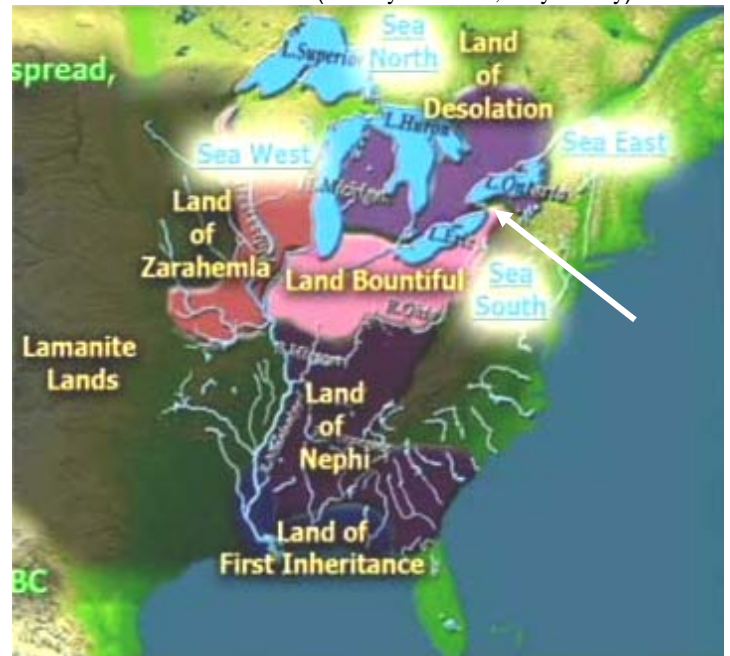 Sea
North
Land
of
Desolation
L.Superior
spread,
L.Huron
Sea West
Sea East
L.Ontario
L.Michigan
Land
of
Zarahemla
L.Erie
Land Bountiful
Sea
South
R.Ohio
Lamanite
Lands
Land
of
Nephi
Land of
First Inheritance
BC